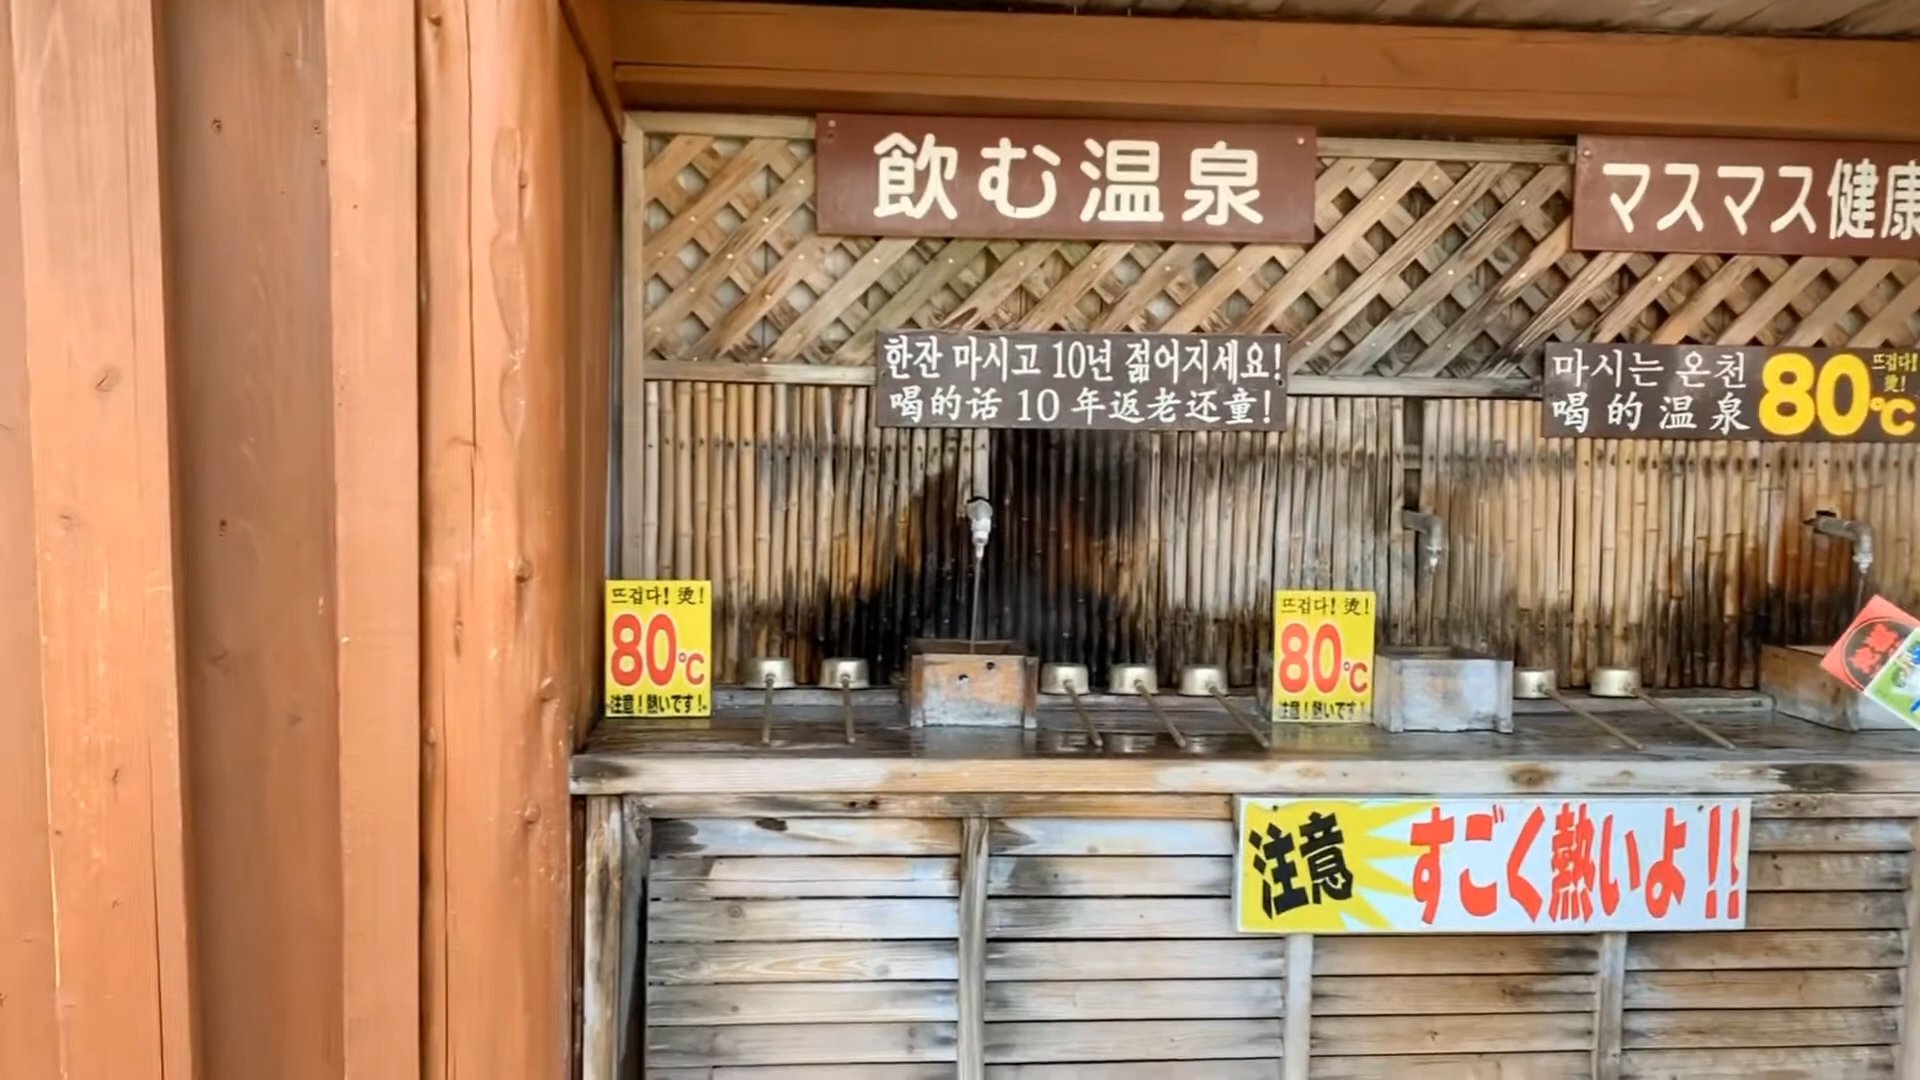 飲む温泉
マスマス健康
한잔 마시고 10년 젊어지세요!
喝的话 10 年返老还童!
마시는 온천
喝的温泉
80℃
뜨겁다!
烫!
뜨겁다! 烫!
80℃
注意!熱いです!
뜨겁다! 烫!
80℃
注意!熱いです!
注意 すごく熱いよ!!